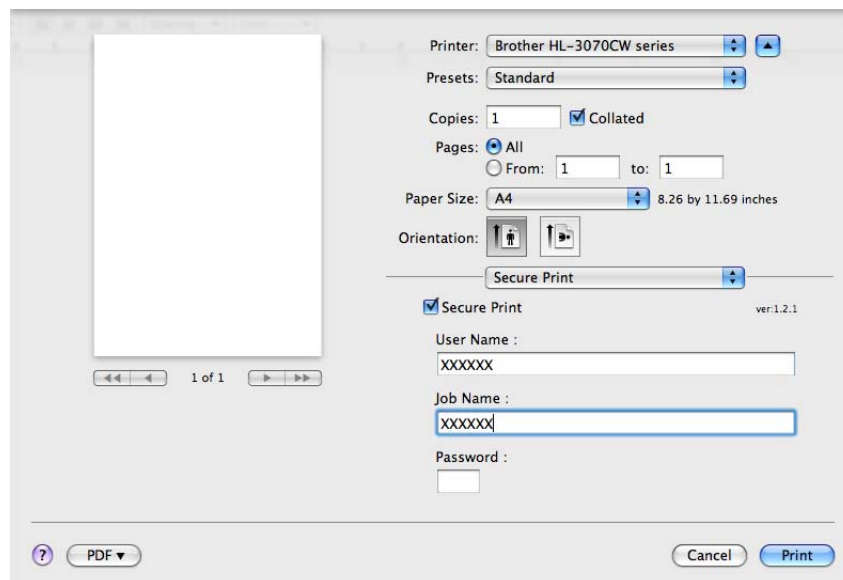 Printer: Brother HL-3070CW series
Presets: Standard
Copies: 1 Collated
Pages: All
From: 1 to: 1
Paper Size: A4 8.26 by 11.69 inches
Orientation:
Secure Print
Secure Print ver:1.2.1
User Name :
XXXXXX
Job Name :
XXXXXX
1 of 1
Password :
? PDF ▼ Cancel Print